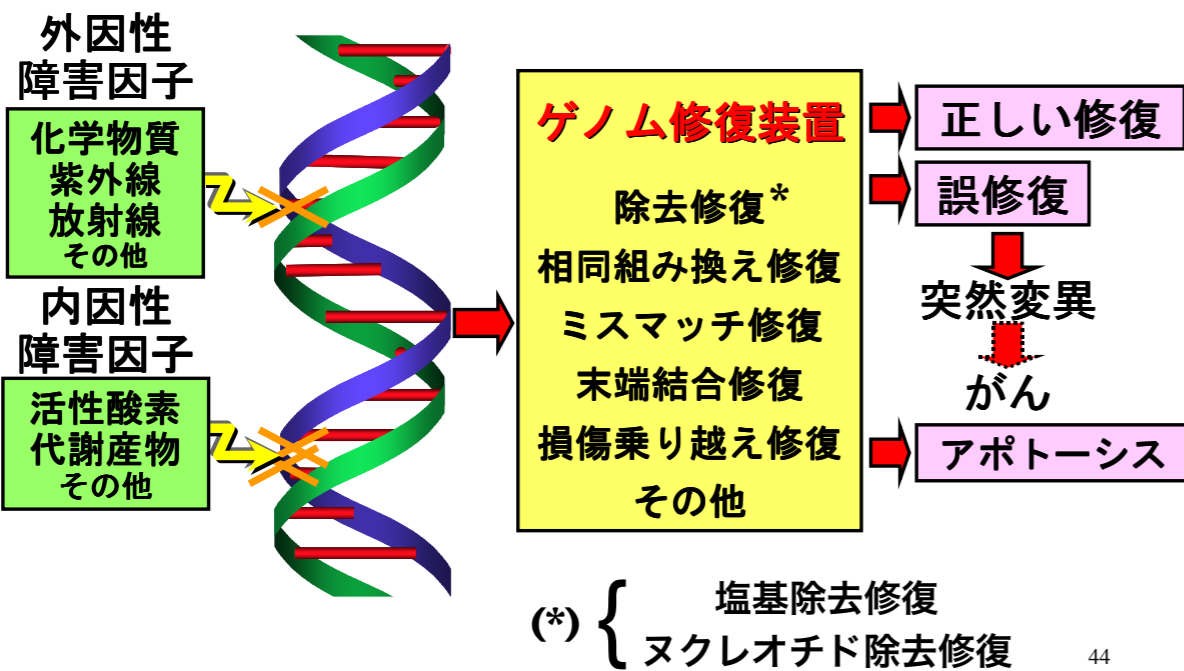 外因性
障害因子
化学物質
紫外線
放射線
その他
内因性
障害因子
活性酸素
代謝産物
その他
ゲノム修復装置
除去修復*
相同組み換え修復
ミスマッチ修復
末端結合修復
損傷乗り越え修復
その他
正しい修復
誤修復
突然変異
がん
アポトーシス
(*)
塩基除去修復
ヌクレオチド除去修復
44